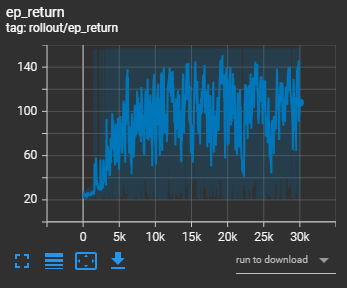 ep_return
tag: rollout/ep_return
140
100
60
20
0
5k
10k
15k
20k
25k
30k
run to download